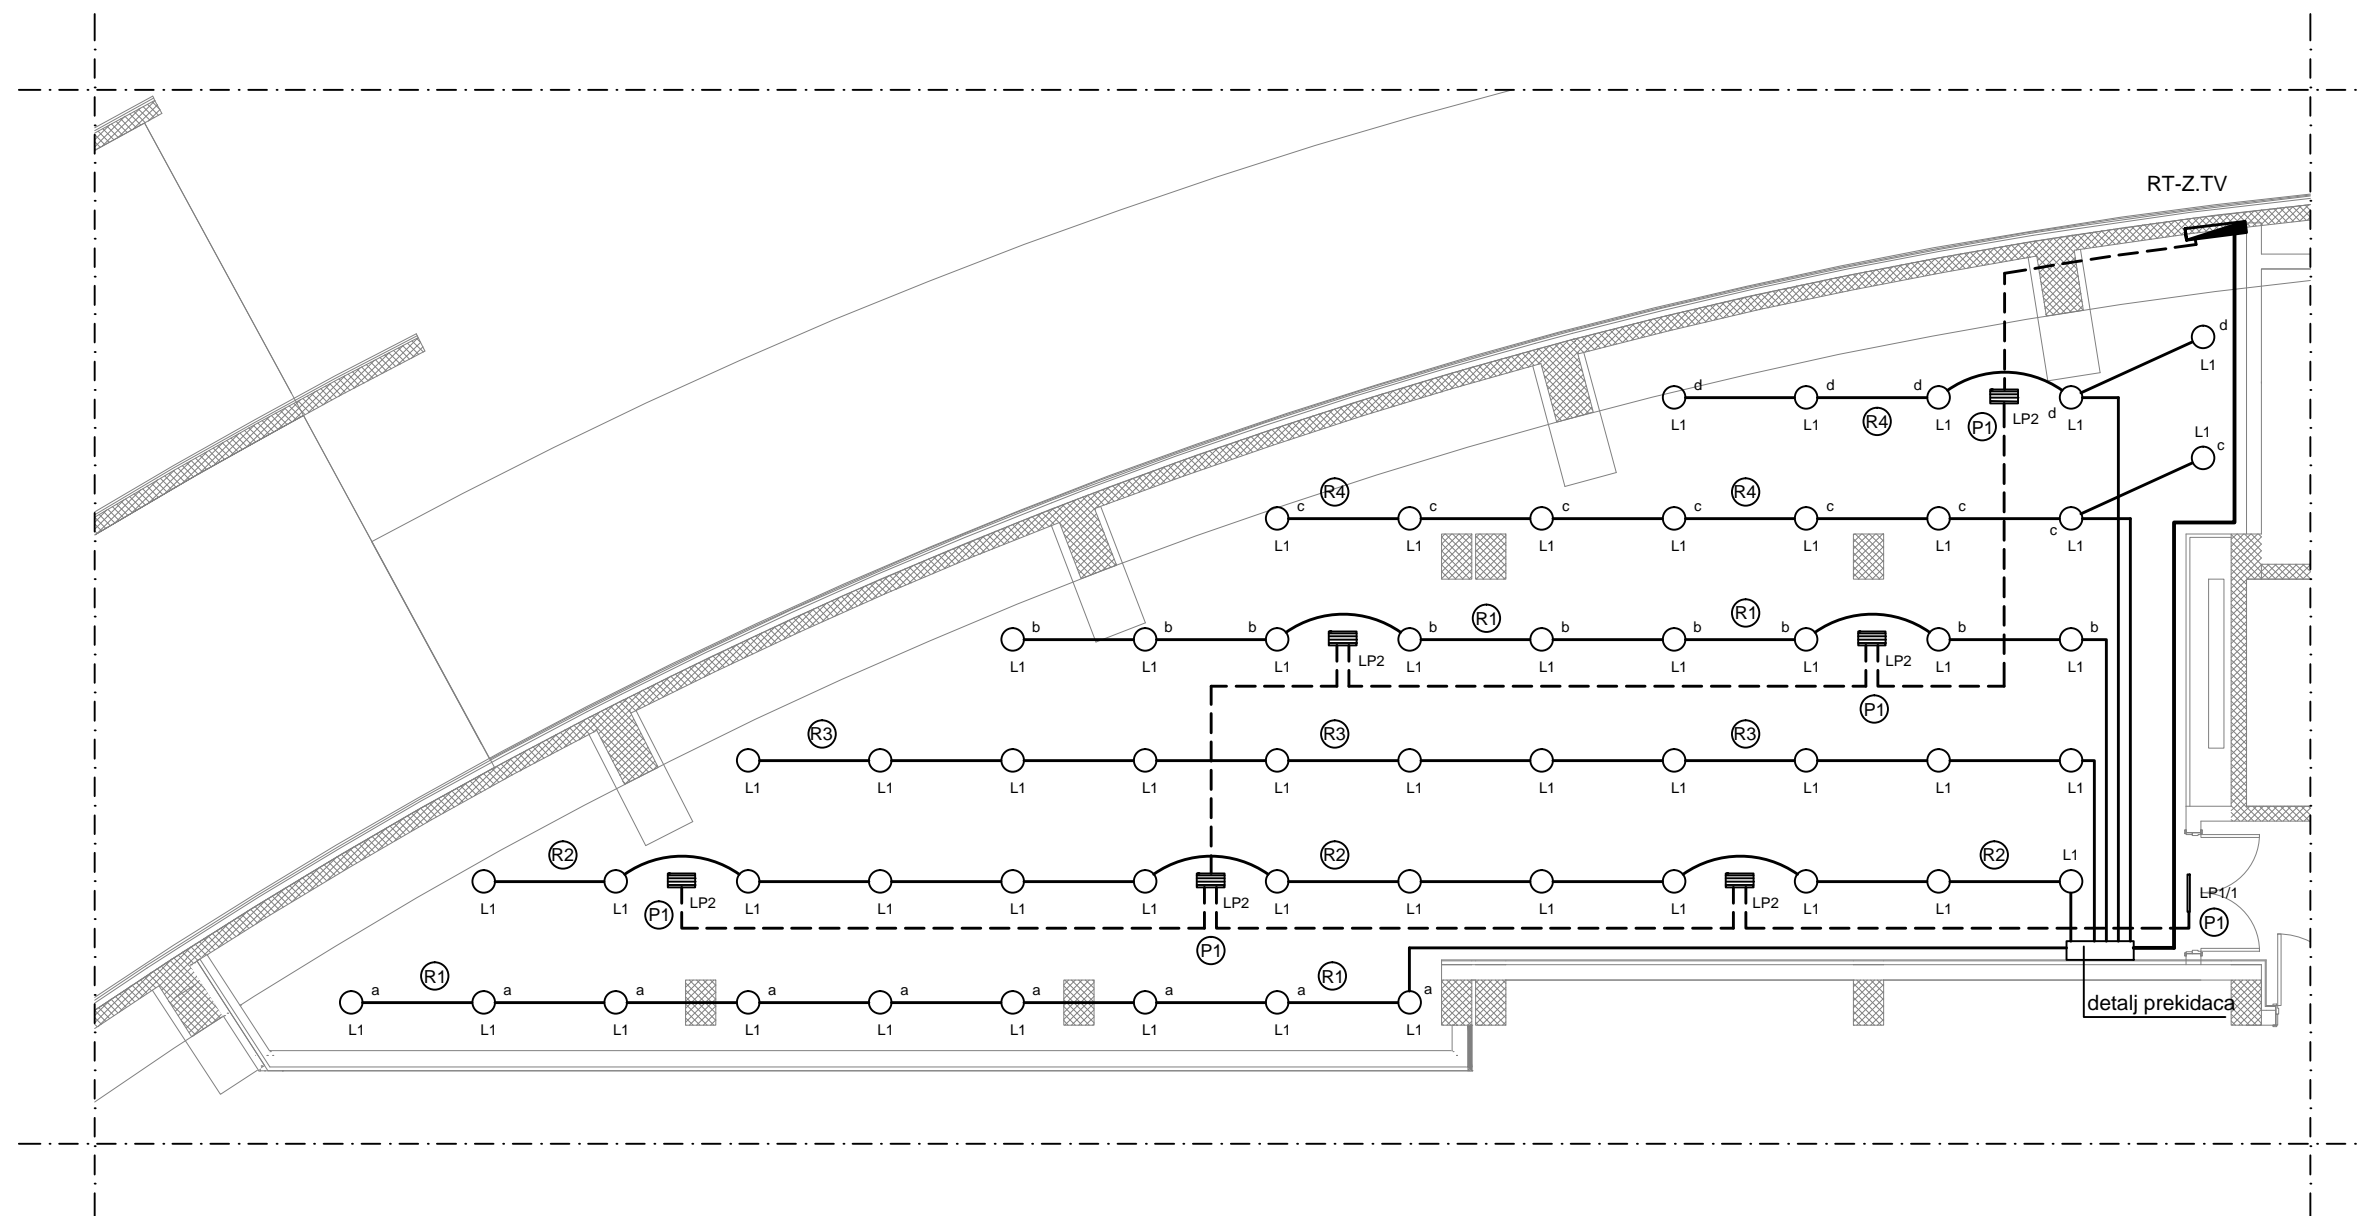 RT-Z.TV
d
L1
d d d
d
L1 L1 R4 L1 P1 LP2 L1
L1
c
R4 R4
c c c c c c
c
L1 L1 L1 L1 L1 L1 L1
R1 R1
b b b b b b b b b
L1 L1 L1 LP2 L1 L1 L1 L1 LP2 L1 L1
P1
R3 R3 R3
L1 L1 L1 L1 L1 L1 L1 L1 L1 L1 L1
R2 R2 R2 L1
L1 L1 P1 LP2 L1 L1 L1 L1 LP2 L1 L1 L1 L1 LP2 L1 L1
LP1/1
P1
P1
R1 R1
a a a a a a a a a
L1 L1 L1 L1 L1 L1 L1 L1 L1
detalj prekidaca